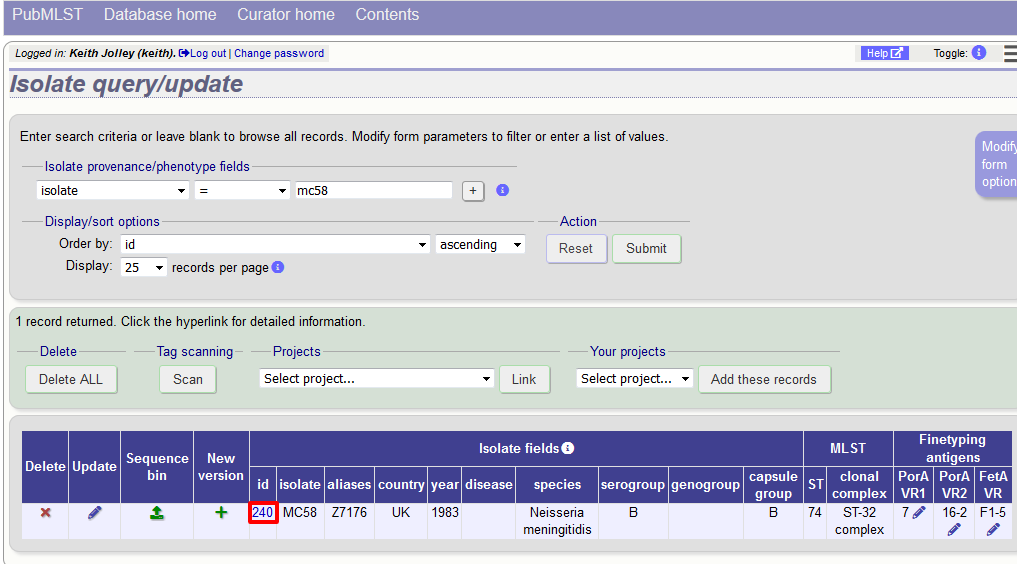 PubMLST Database home Curator home Contents
Logged in: Keith Jolley (keith). Log out | Change password Help Toggle:
Isolate query/update
Enter search criteria or leave blank to browse all records. Modify form parameters to filter or enter a list of values.
Modify
form
option
Isolate provenance/phenotype fields
isolate = mc58 +
Display/sort options Action
Order by: id ascending Reset Submit
Display: 25 records per page
1 record returned. Click the hyperlink for detailed information.
Delete Tag scanning Projects Your projects
Delete ALL Scan Select project... Link Select project... Add these records
Delete Update Sequence bin New version Isolate fields MLST Finetyping antigens
id isolate aliases country year disease species serogroup genogroup capsule group ST clonal complex PorA VR1 PorA VR2 FetA VR
240 MC58 Z7176 UK 1983 Neisseria meningitidis B B 74 ST-32 complex 7 16-2 F1-5